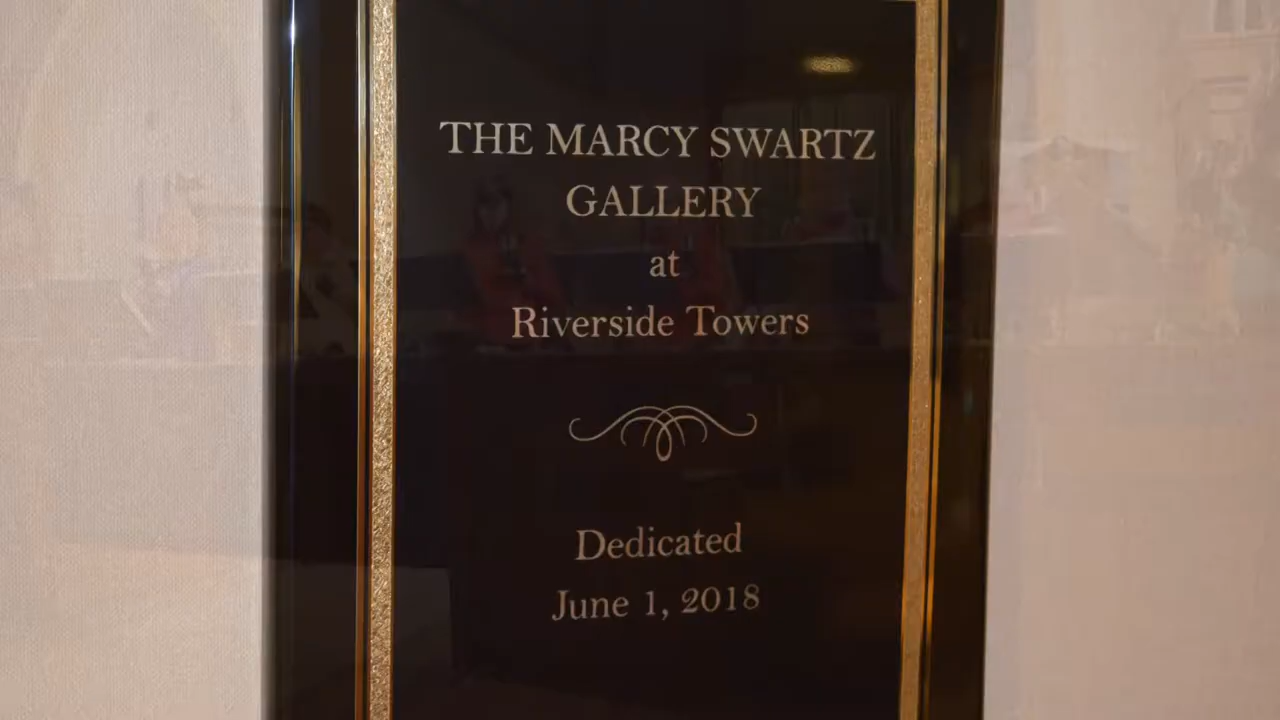 THE MARCY SWARTZ
GALLERY
at
Riverside Towers
Dedicated
June 1, 2018